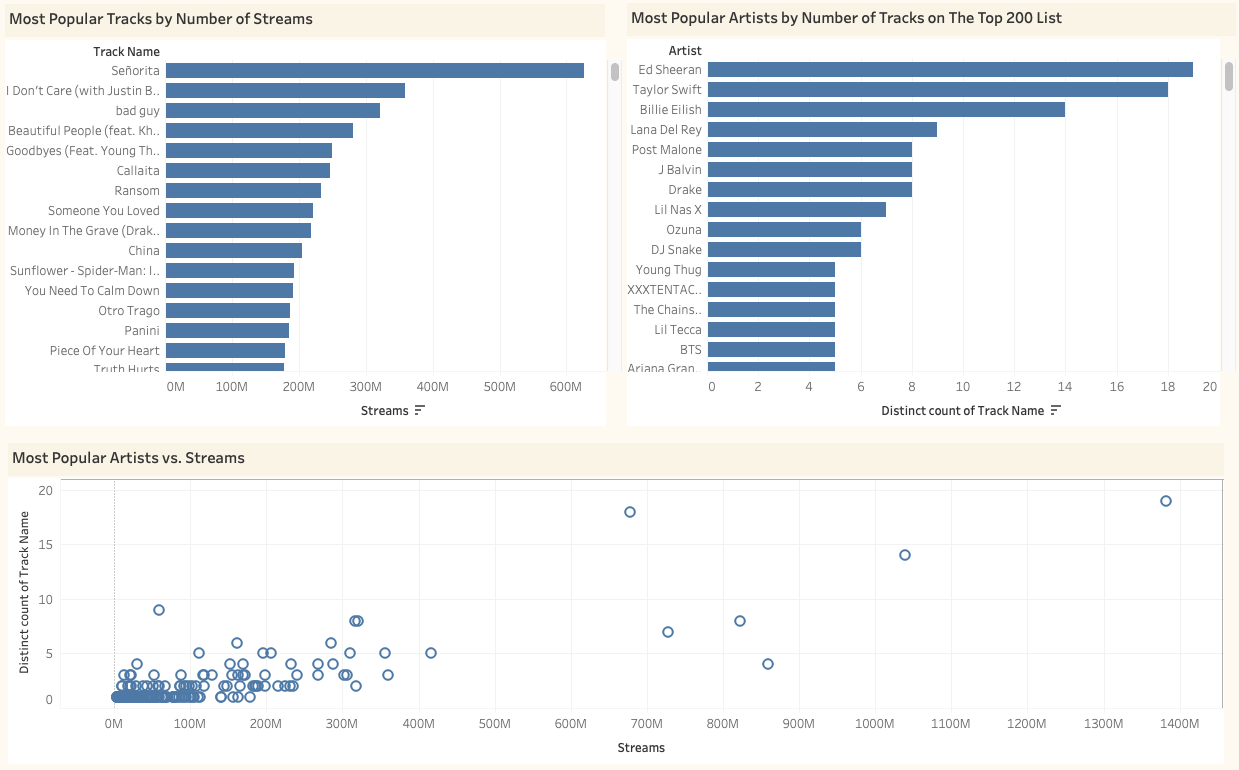 Most Popular Tracks by Number of Streams
Track Name
Señorita
I Don't Care (with Justin B..
bad guy
Beautiful People (feat. Kh..
Goodbyes (Feat. Young Th..
Callaita
Ransom
Someone You Loved
Money In The Grave (Drak..
China
Sunflower - Spider-Man: I..
You Need To Calm Down
Otro Trago
Panini
Piece Of Your Heart
Truth Hurts
0M 100M 200M 300M 400M 500M 600M
Streams
Most Popular Artists by Number of Tracks on The Top 200 List
Artist
Ed Sheeran
Taylor Swift
Billie Eilish
Lana Del Rey
Post Malone
J Balvin
Drake
Lil Nas X
Ozuna
DJ Snake
Young Thug
XXXTENTAC..
The Chains..
Lil Tecca
BTS
Ariana Gran..
0 2 4 6 8 10 12 14 16 18 20
Distinct count of Track Name
Most Popular Artists vs. Streams
Distinct count of Track Name
20
15
10
5
0
0M 100M 200M 300M 400M 500M 600M 700M 800M 900M 1000M 1100M 1200M 1300M 1400M
Streams